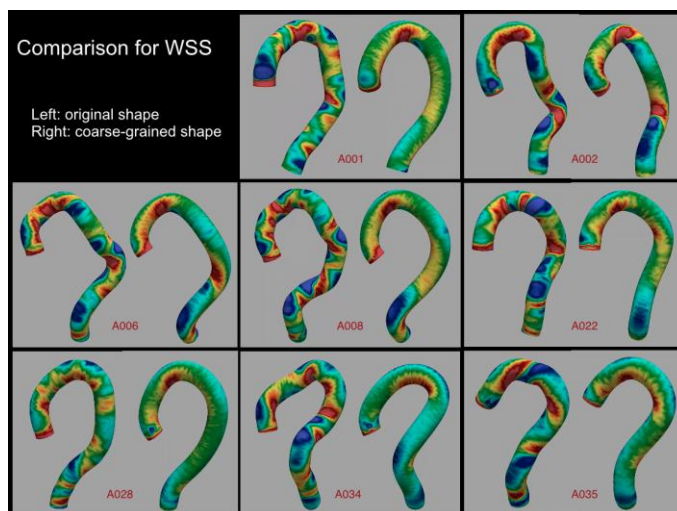 Comparison for WSS
Left: original shape
Right: coarse-grained shape
A001
A002
A006
A008
A022
A028
A034
A035